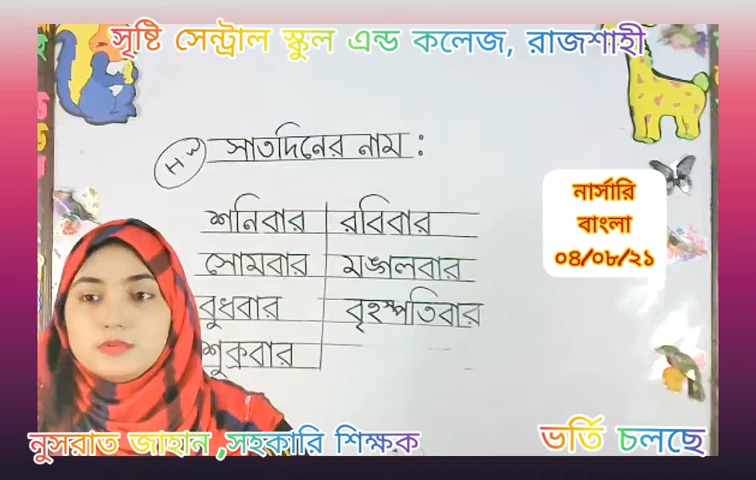 সৃষ্টি সেন্ট্রাল স্কুল এন্ড কলেজ, রাজশাহী
H.W
সাতদিনের নাম :
শনিবার রবিবার
সোমবার মঙ্গলবার
বুধবার বৃহস্পতিবার
শুক্রবার
নার্সারি
বাংলা
০৪/০৮/২১
নুসরাত জাহান ,সহকারি শিক্ষক
ভর্তি চলছে